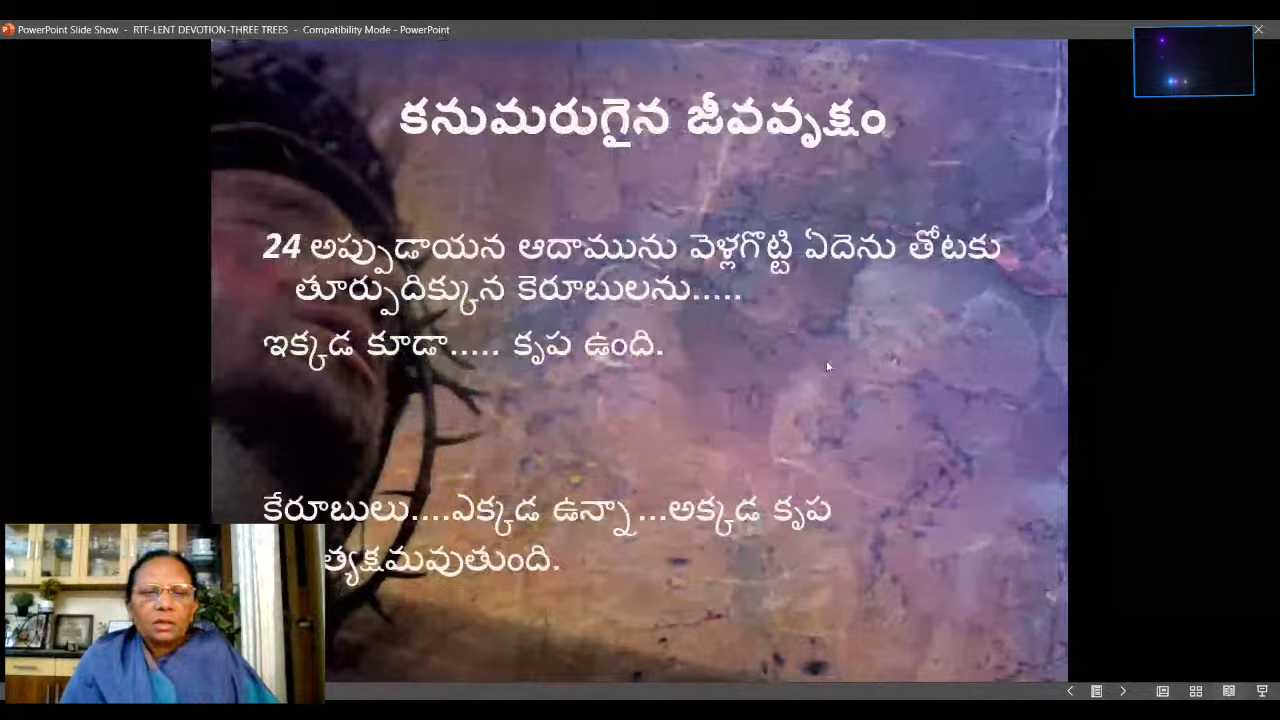 PowerPoint Slide Show - RTF-LENT DEVOTION-THREE TREES - Compatibility Mode - PowerPoint
కనుమరుగైన జీవవృక్షం
24 అప్పుడాయన ఆదామును వెళ్లగొట్టి ఏదెను తోటకు
తూర్పుదిక్కున కెరూబులను.....
ఇక్కడ కూడా..... కృప ఉంది.
కేరూబులు....ఎక్కడ ఉన్నా ...అక్కడ కృప
త్యక్షమవుతుంది.